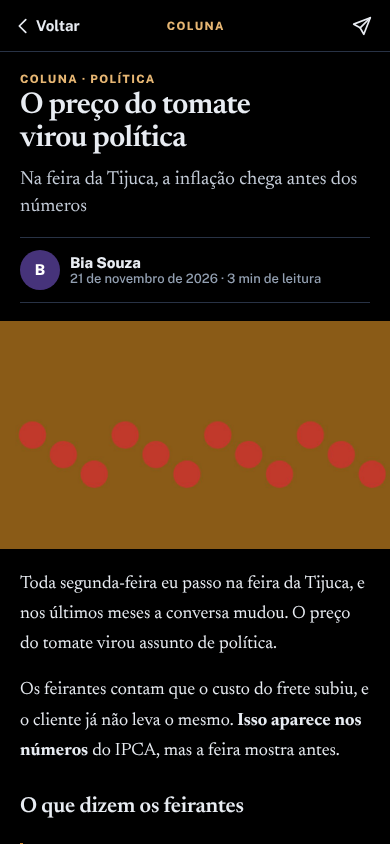 Voltar
COLUNA
COLUNA · POLÍTICA
O preço do tomate
virou política
Na feira da Tijuca, a inflação chega antes dos
números
B
Bia Souza
21 de novembro de 2026 · 3 min de leitura
Toda segunda-feira eu passo na feira da Tijuca, e
nos últimos meses a conversa mudou. O preço
do tomate virou assunto de política.
Os feirantes contam que o custo do frete subiu, e
o cliente já não leva o mesmo. Isso aparece nos
números do IPCA, mas a feira mostra antes.
O que dizem os feirantes